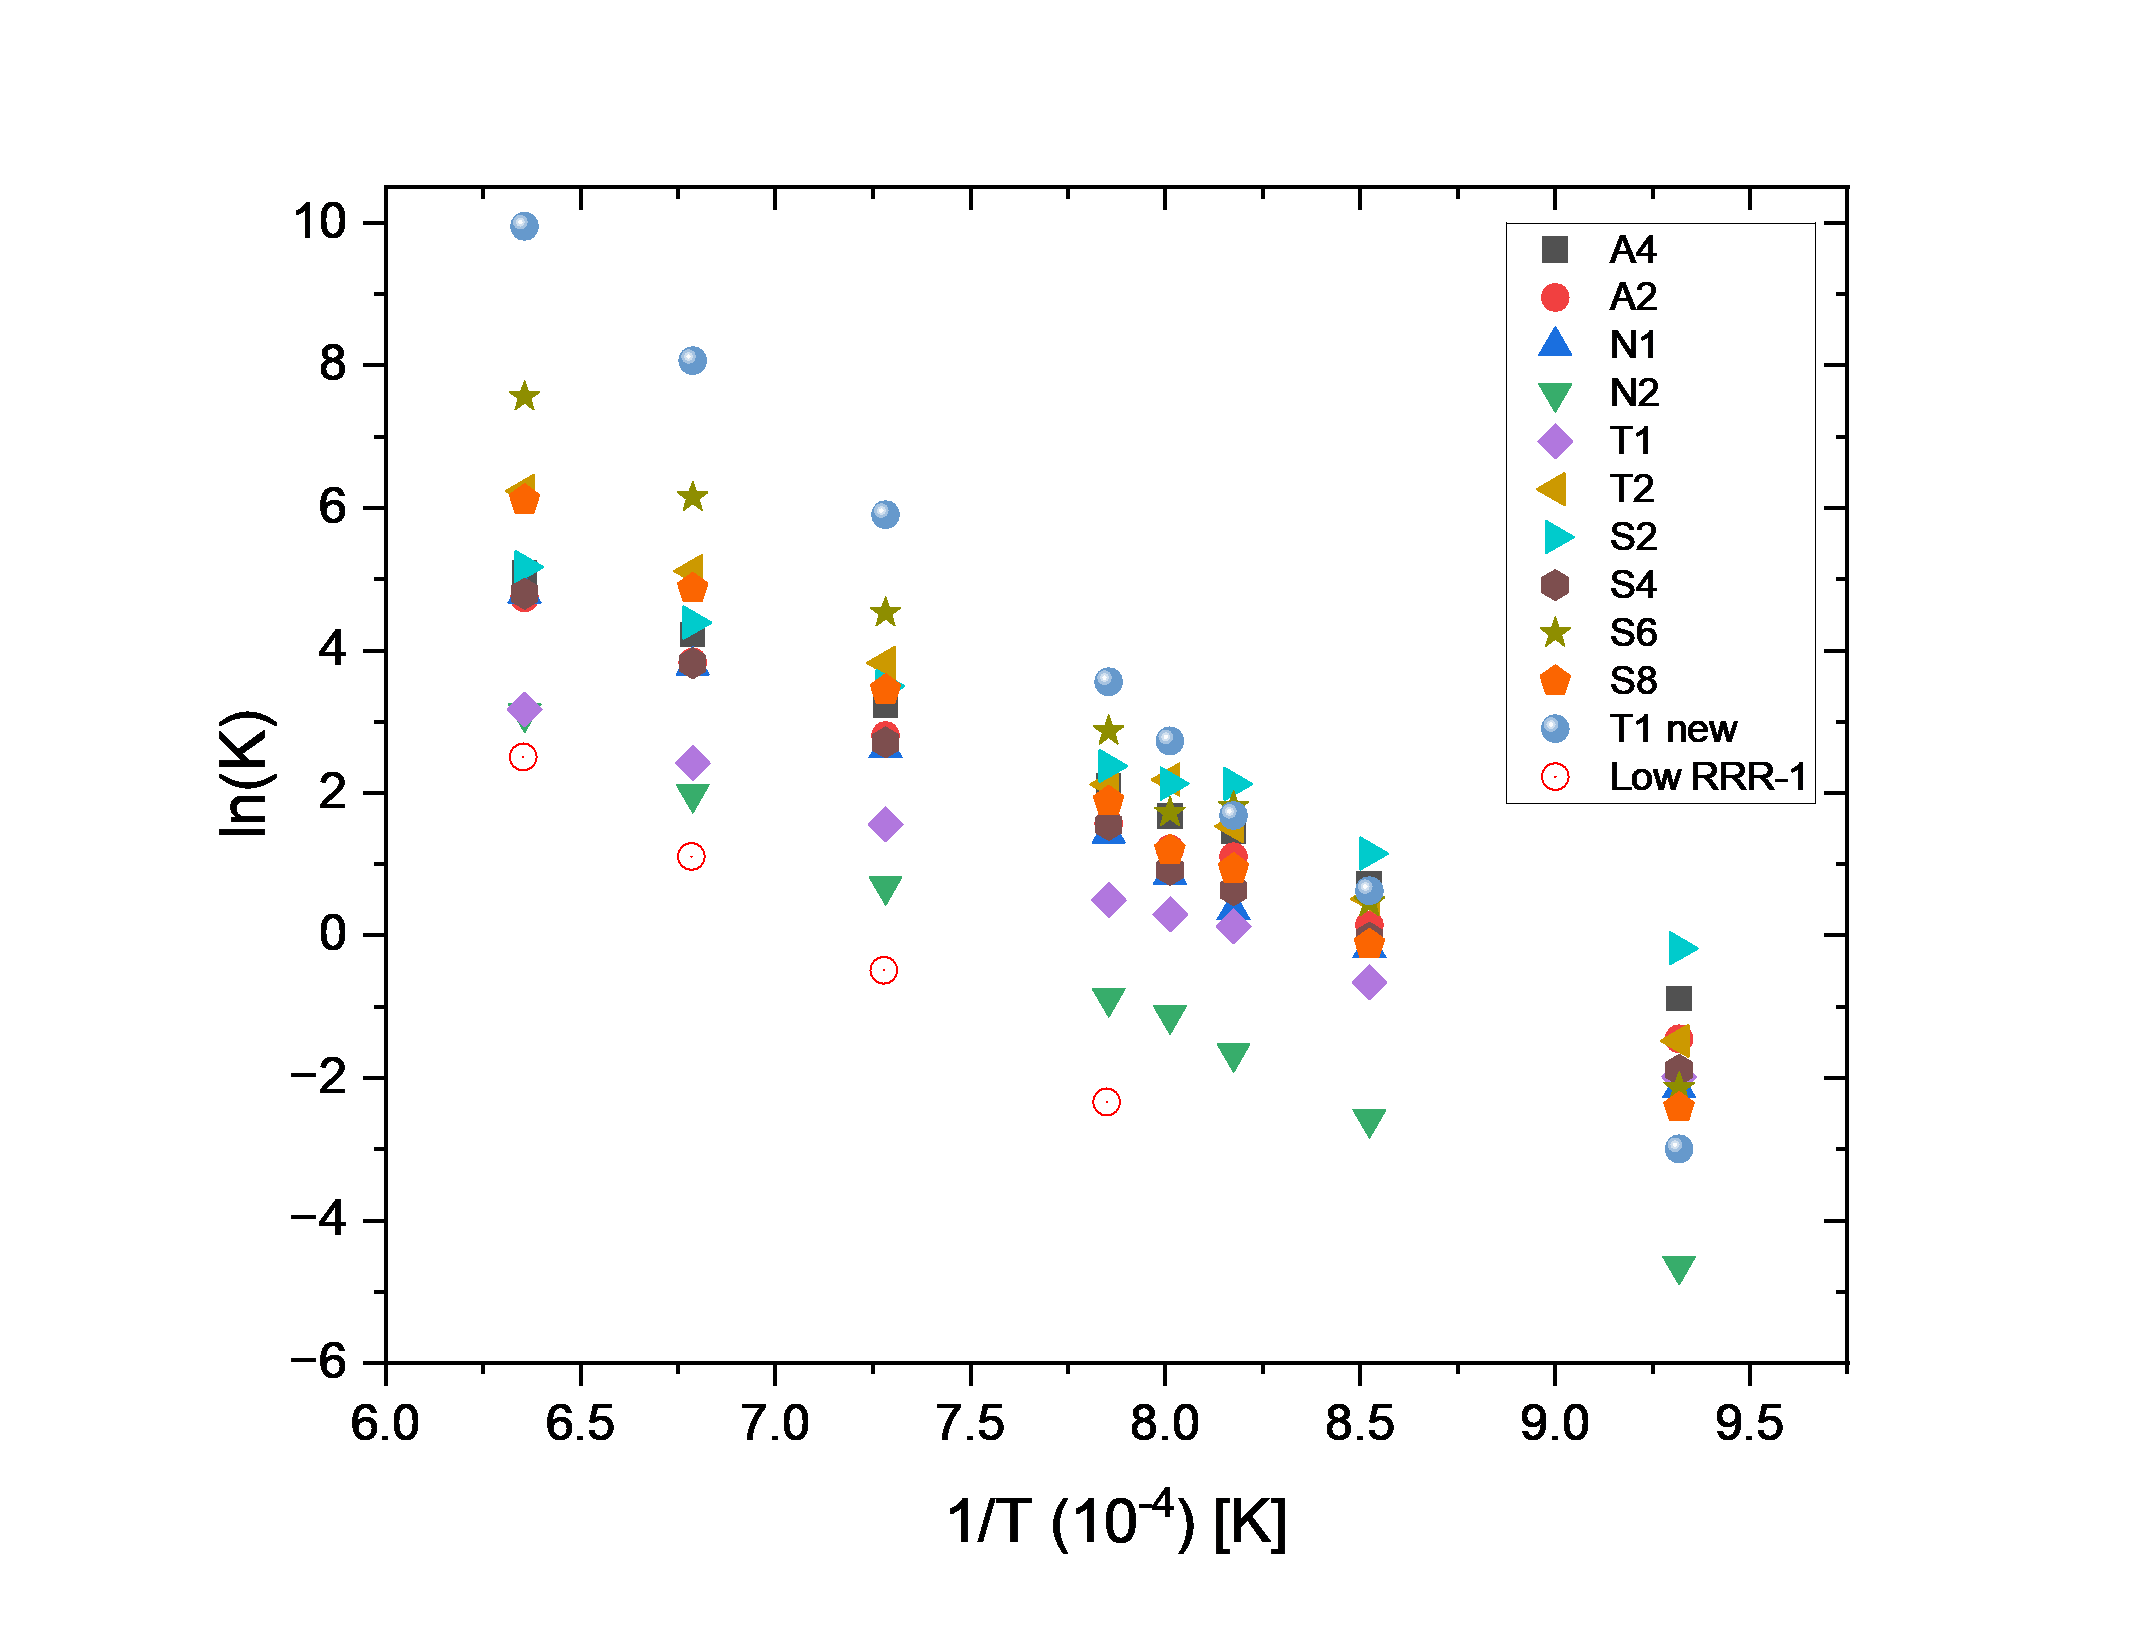 10
8
6
4
2
0
−2
−4
−6
ln(K)
6.0 6.5 7.0 7.5 8.0 8.5 9.0 9.5
1/T (10⁻⁴) [K]
A4
A2
N1
N2
T1
T2
S2
S4
S6
S8
T1 new
Low RRR-1